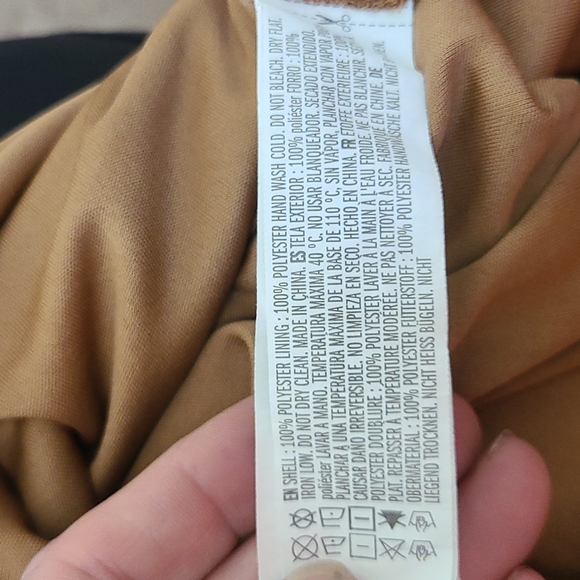 EN SHELL : 100% POLYESTER LINING : 100% POLYESTER HAND WASH COLD. DO NOT BLEACH. DRY FLAT.
IRON LOW. DO NOT DRY CLEAN. MADE IN CHINA. ES TELA EXTERIOR : 100% poliéster FORRO : 100%
poliéster LAVAR A MANO. TEMPERATURA MÁXIMA 40 °C. NO USAR BLANQUEADOR. SECADO EXTENDIDO.
PLANCHAR A UNA TEMPERATURA MÁXIMA DE LA BASE DE 110 °C, SIN VAPOR, PLANCHAR CON VAPOR
CAUSAR DANO IRREVERSIBLE. NO LIMPIEZA EN SECO. HECHO EN CHINA. FR ETOFFE EXTERIEURE : 100%
POLYESTER DOUBLURE : 100% POLYESTER LAVER À LA MAIN À L'EAU FROIDE. NE PAS BLANCHIR.
PLAT. REPASSER À TEMPÉRATURE MODÉRÉE. NE PAS NETTOYER À SEC. FABRIQUÉ EN CHINE. DE
OBERMATERIAL : 100% POLYESTER FUTTERSTOFF : 100% POLYESTER HANDWÄSCHE KALT. NICHT
LIEGEND TROCKNEN. NICHT HEISS BÜGELN. NICHT